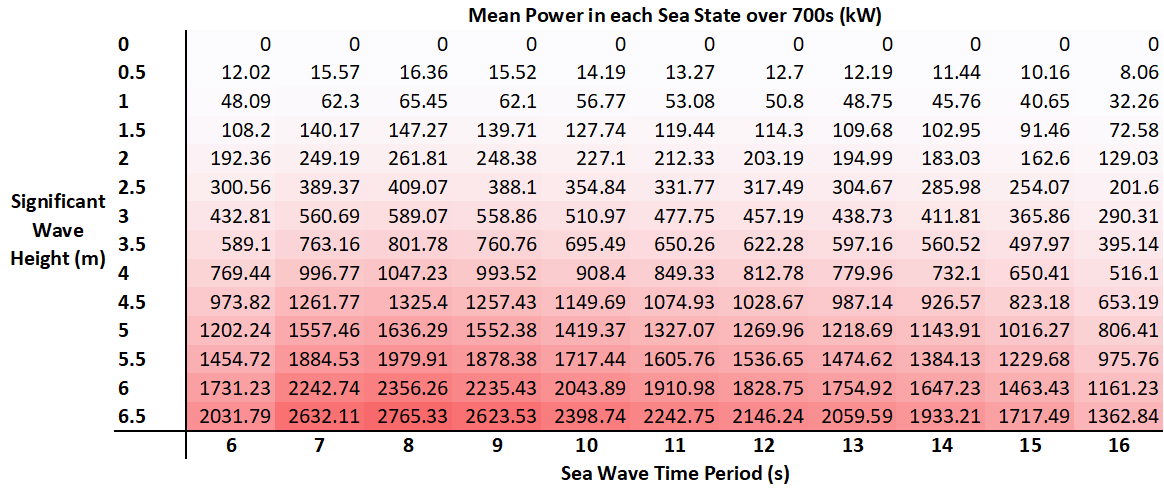 Mean Power in each Sea State over 700s (kW)
0 0 0 0 0 0 0 0 0 0 0 0
0.5 12.02 15.57 16.36 15.52 14.19 13.27 12.7 12.19 11.44 10.16 8.06
1 48.09 62.3 65.45 62.1 56.77 53.08 50.8 48.75 45.76 40.65 32.26
1.5 108.2 140.17 147.27 139.71 127.74 119.44 114.3 109.68 102.95 91.46 72.58
2 192.36 249.19 261.81 248.38 227.1 212.33 203.19 194.99 183.03 162.6 129.03
2.5 300.56 389.37 409.07 388.1 354.84 331.77 317.49 304.67 285.98 254.07 201.6
Significant
Wave
Height (m)
3 432.81 560.69 589.07 558.86 510.97 477.75 457.19 438.73 411.81 365.86 290.31
3.5 589.1 763.16 801.78 760.76 695.49 650.26 622.28 597.16 560.52 497.97 395.14
4 769.44 996.77 1047.23 993.52 908.4 849.33 812.78 779.96 732.1 650.41 516.1
4.5 973.82 1261.77 1325.4 1257.43 1149.69 1074.93 1028.67 987.14 926.57 823.18 653.19
5 1202.24 1557.46 1636.29 1552.38 1419.37 1327.07 1269.96 1218.69 1143.91 1016.27 806.41
5.5 1454.72 1884.53 1979.91 1878.38 1717.44 1605.76 1536.65 1474.62 1384.13 1229.68 975.76
6 1731.23 2242.74 2356.26 2235.43 2043.89 1910.98 1828.75 1754.92 1647.23 1463.43 1161.23
6.5 2031.79 2632.11 2765.33 2623.53 2398.74 2242.75 2146.24 2059.59 1933.21 1717.49 1362.84
6 7 8 9 10 11 12 13 14 15 16
Sea Wave Time Period (s)